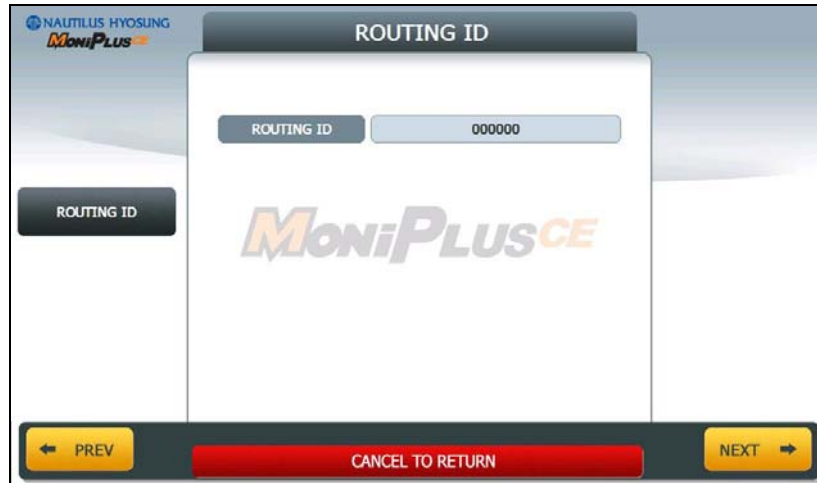 NAUTILUS HYOSUNG
MONIPLUS CE
ROUTING ID
ROUTING ID 000000
ROUTING ID
MONIPLUS CE
PREV
CANCEL TO RETURN
NEXT